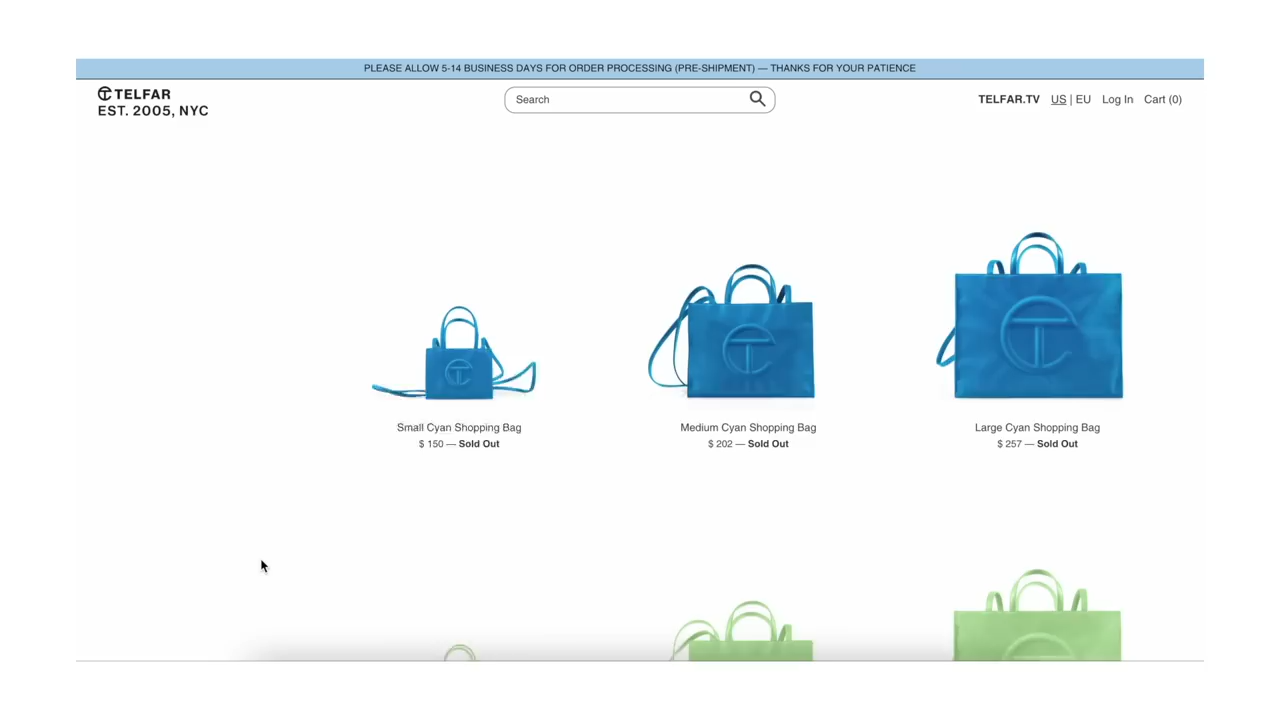 PLEASE ALLOW 5-14 BUSINESS DAYS FOR ORDER PROCESSING (PRE-SHIPMENT) — THANKS FOR YOUR PATIENCE
TELFAR
EST. 2005, NYC
Search
TELFAR.TV US | EU Log In Cart (0)
Small Cyan Shopping Bag
$ 150 — Sold Out
Medium Cyan Shopping Bag
$ 202 — Sold Out
Large Cyan Shopping Bag
$ 257 — Sold Out